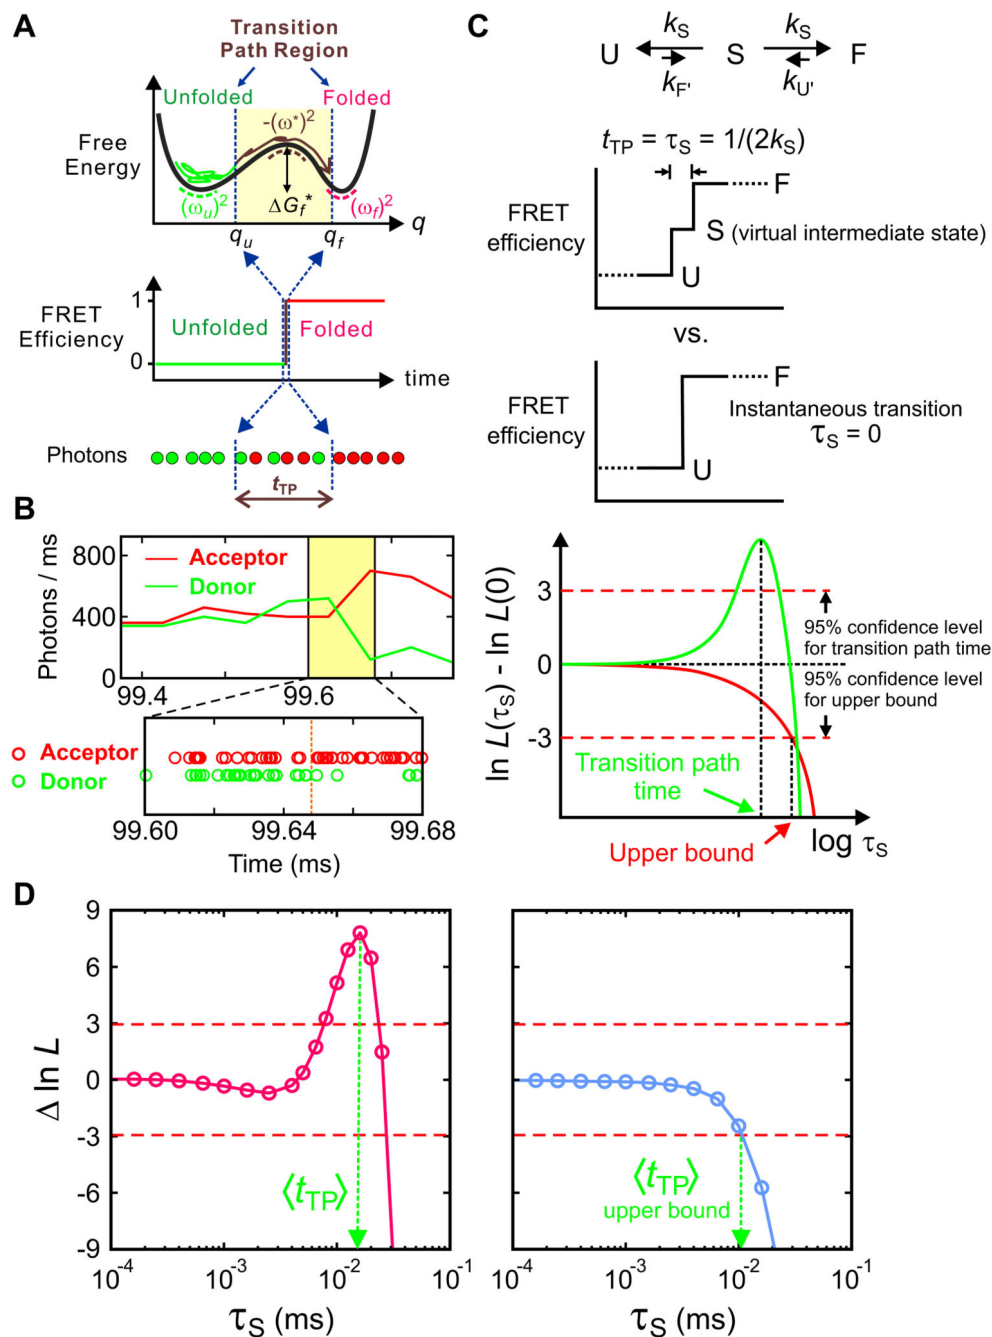 A
Transition
Path Region
Unfolded
Folded
-(ω*)²
Free
Energy
(ωu)²
ΔGf*
(ωf)²
q
qu
qf
FRET
Efficiency
1
0
Unfolded
Folded
time
Photons
tTP
B
Photons / ms
800
400
0
Acceptor
Donor
99.4
99.6
Acceptor
Donor
99.60
99.64
99.68
Time (ms)
C
kS
kS
U
S
F
kF'
kU'
tTP = τS = 1/(2kS)
FRET
efficiency
F
S (virtual intermediate state)
U
vs.
FRET
efficiency
F
Instantaneous transition
τS = 0
U
ln L(τS) - ln L(0)
3
0
-3
95% confidence level
for transition path time
95% confidence level
for upper bound
Transition path
time
Upper bound
log τS
D
Δ ln L
9
6
3
0
-3
-6
-9
⟨tTP⟩
10⁻⁴
10⁻³
10⁻²
10⁻¹
τS (ms)
⟨tTP⟩
upper bound
10⁻⁴
10⁻³
10⁻²
10⁻¹
τS (ms)